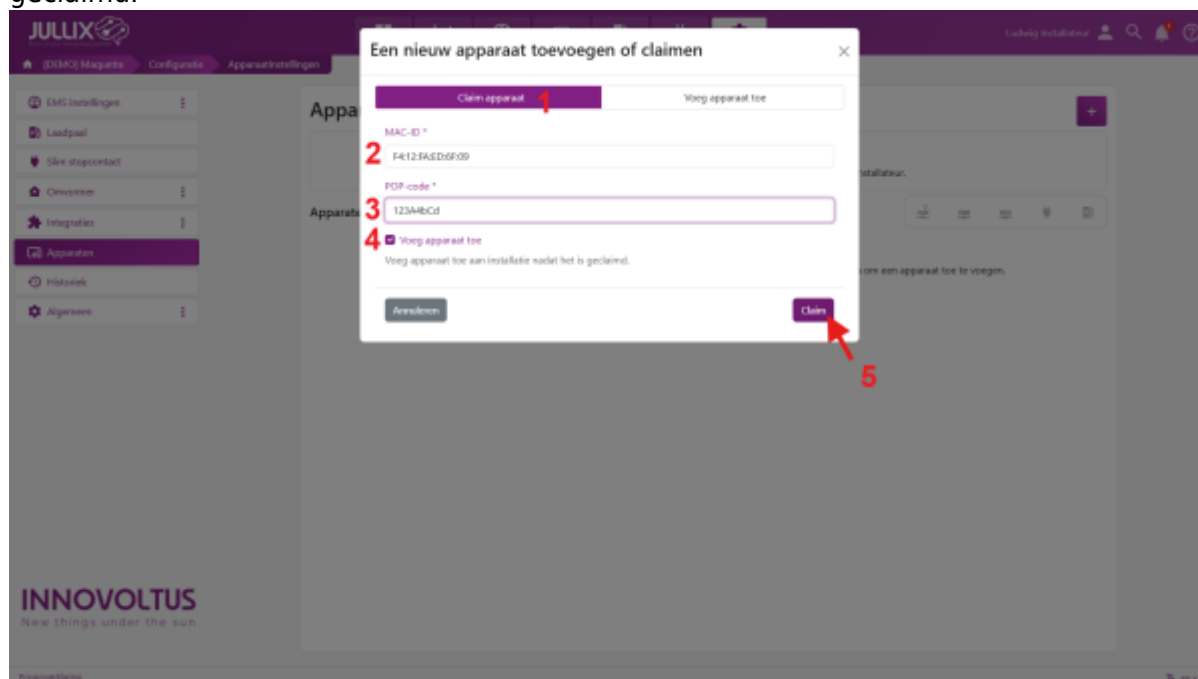 geclaimd.
JULLIX
Ludwig Installateur
[DEMO] Maquette Configuratie Apparaatinstellingen
Een nieuw apparaat toevoegen of claimen ×
EMS instellingen
Laadpaal
Slim stopcontact
Omvormer
Integraties
Apparaten
Historiek
Algemeen
Appa
+
Claim apparaat 1 Voeg apparaat toe
MAC-ID *
2 F4:12:FA:ED:6F:09
nstallateur.
POP-code *
Apparate
3 123A4bCd
4 Voeg apparaat toe
Voeg apparaat toe aan installatie nadat het is geclaimd.
om een apparaat toe te voegen.
Annuleren Claim
5
INNOVOLTUS
New things under the sun